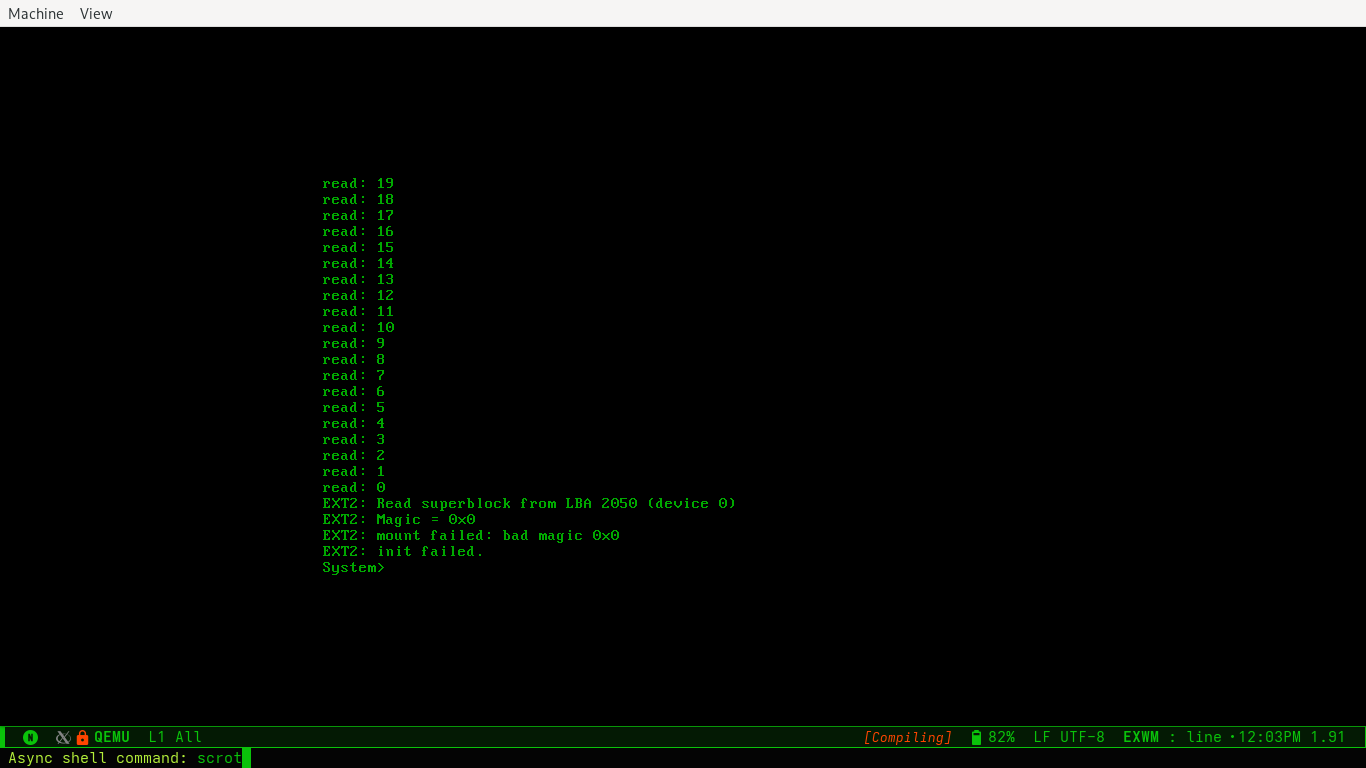 Machine View
read: 19
read: 18
read: 17
read: 16
read: 15
read: 14
read: 13
read: 12
read: 11
read: 10
read: 9
read: 8
read: 7
read: 6
read: 5
read: 4
read: 3
read: 2
read: 1
read: 0
EXT2: Read superblock from LBA 2050 (device 0)
EXT2: Magic = 0x0
EXT2: mount failed: bad magic 0x0
EXT2: init failed.
System>
N QEMU L1 All [Compiling] 82% LF UTF-8 EXWM : line •12:03PM 1.91
Async shell command: scrot